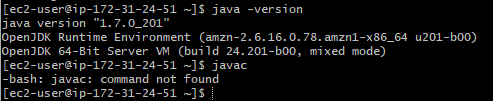 [ec2-user@ip-172-31-24-51 ~]$ java -version
java version "1.7.0_201"
OpenJDK Runtime Environment (amzn-2.6.16.0.78.amzn1-x86_64 u201-b00)
OpenJDK 64-Bit Server VM (build 24.201-b00, mixed mode)
[ec2-user@ip-172-31-24-51 ~]$ javac
-bash: javac: command not found
[ec2-user@ip-172-31-24-51 ~]$